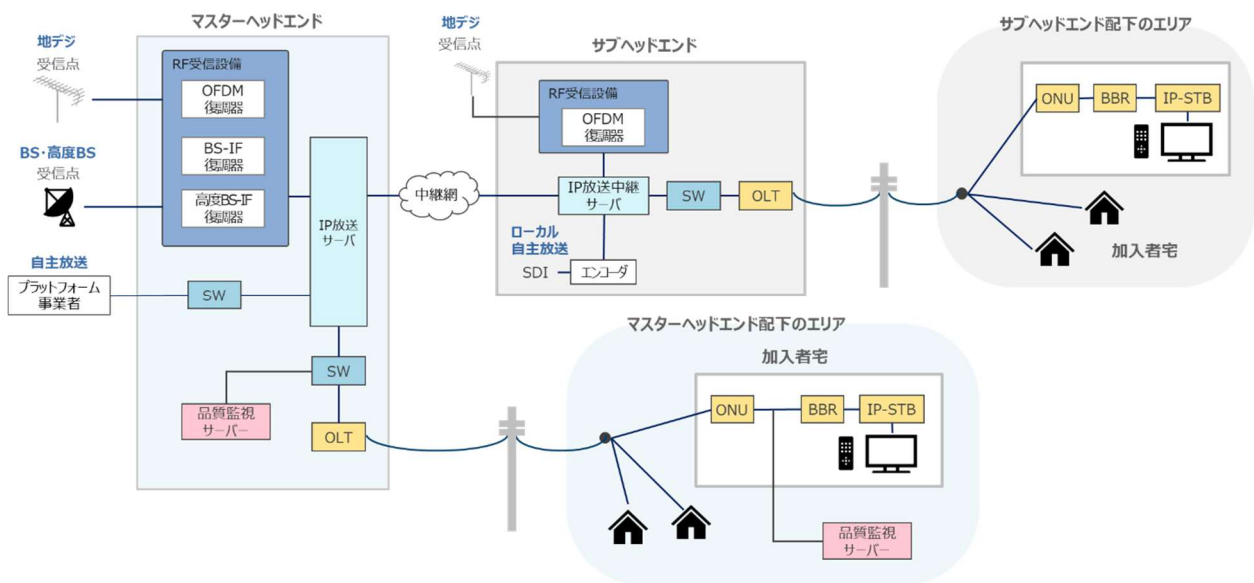 マスターヘッドエンド
地デジ
受信点
RF受信設備
OFDM
復調器
BS-IF
復調器
高度BS-IF
復調器
BS・高度BS
受信点
自主放送
プラットフォーム
事業者
SW
IP放送
サーバ
SW
品質監視
サーバー
OLT
中継網
地デジ
受信点
サブヘッドエンド
RF受信設備
OFDM
復調器
IP放送中継
サーバ
SW
OLT
ローカル
自主放送
SDI
エンコーダ
サブヘッドエンド配下のエリア
ONU
BBR
IP-STB
加入者宅
マスターヘッドエンド配下のエリア
加入者宅
ONU
BBR
IP-STB
品質監視
サーバー